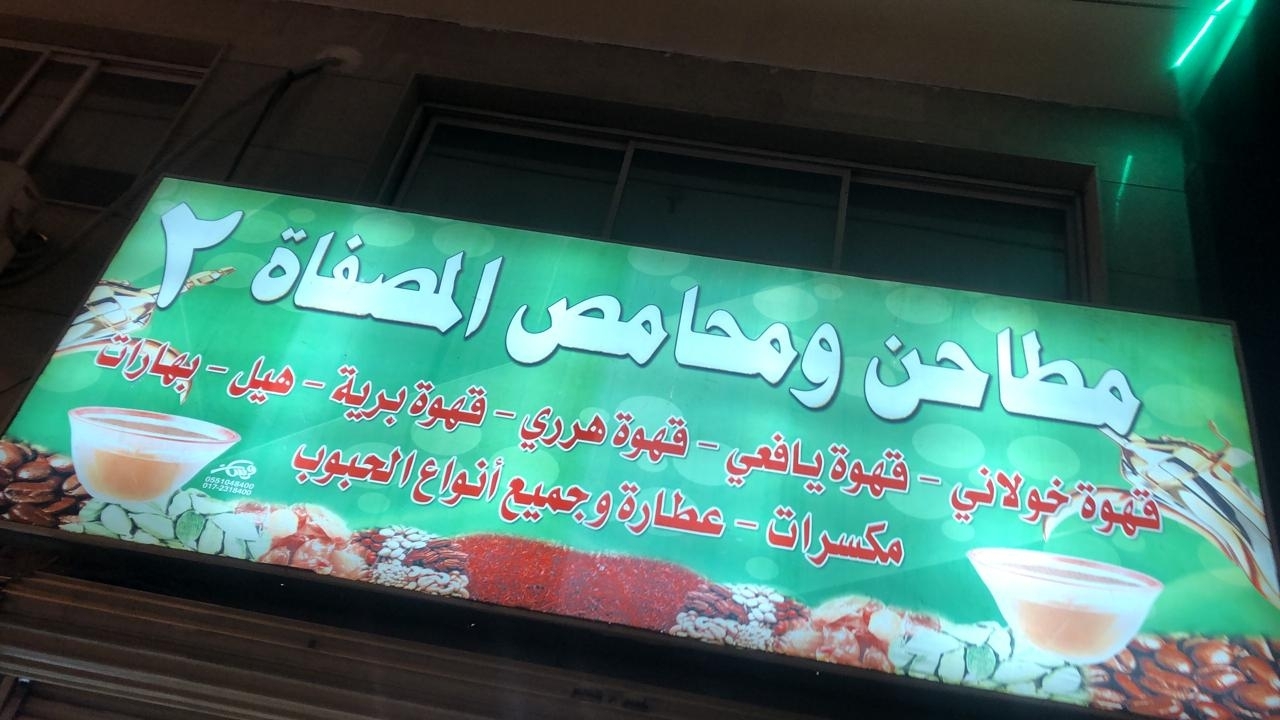 مطاحن ومحامص المصفاة ٢
قهوة خولاني - قهوة يافعي - قهوة هرري - قهوة برية - هيل - بهارات
مكسرات - عطارة وجميع أنواع الحبوب
0551048400
017-2318400